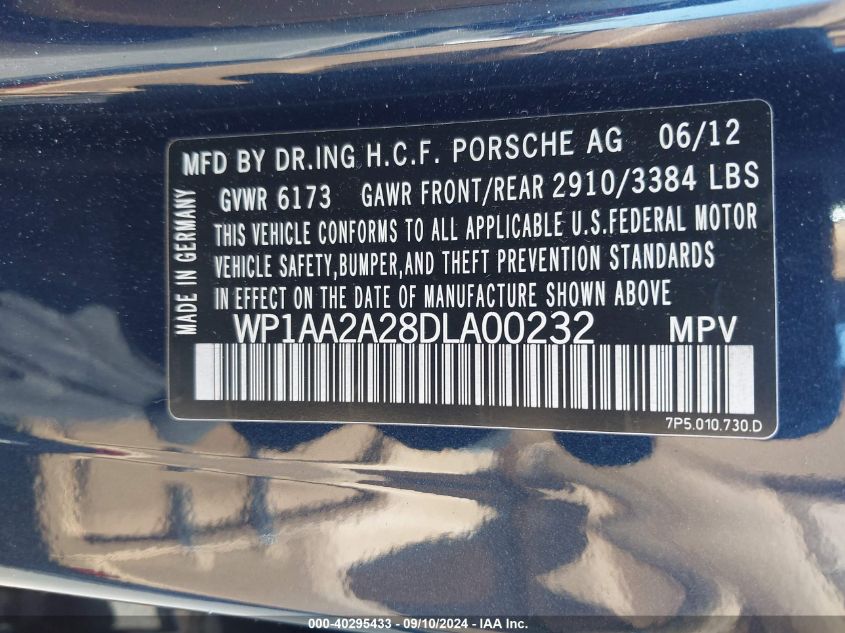 MFD BY DR.ING H.C.F. PORSCHE AG 06/12
GVWR 6173 GAWR FRONT/REAR 2910/3384 LBS
THIS VEHICLE CONFORMS TO ALL APPLICABLE U.S.FEDERAL MOTOR
VEHICLE SAFETY,BUMPER,AND THEFT PREVENTION STANDARDS
IN EFFECT ON THE DATE OF MANUFACTURE SHOWN ABOVE
MADE IN GERMANY
WP1AA2A28DLA00232 MPV
7P5.010.730.D
000-40295433 - 09/10/2024 - IAA Inc.